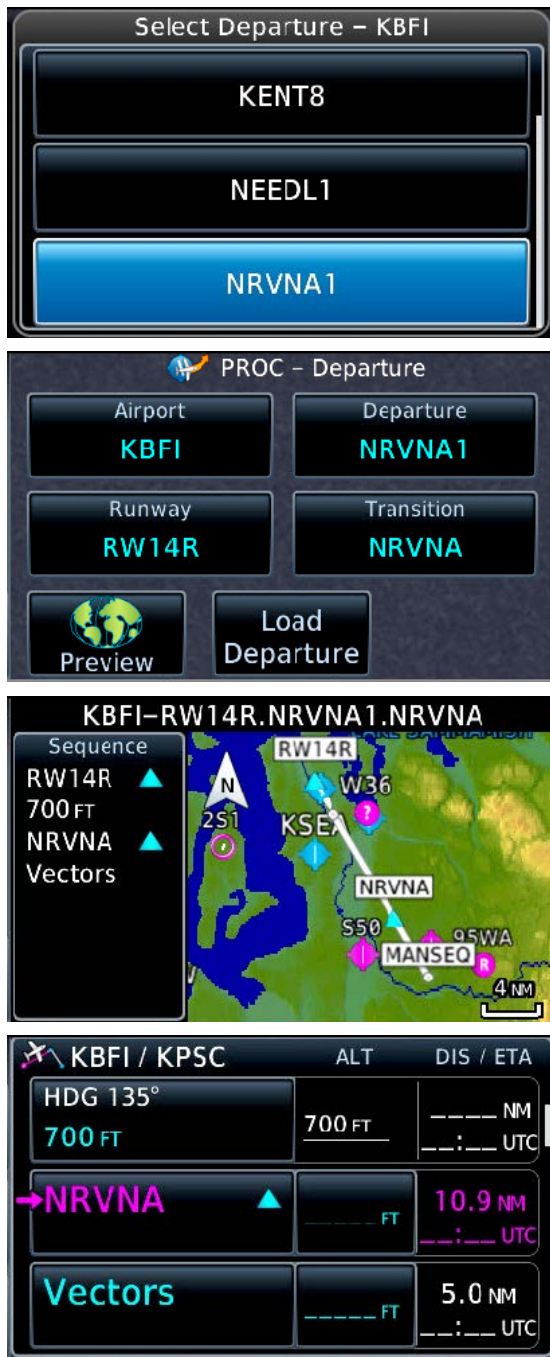 Select Departure – KBFI
KENT8
NEEDL1
NRVNA1
PROC – Departure
Airport
KBFI
Departure
NRVNA1
Runway
RW14R
Transition
NRVNA
Preview
Load
Departure
KBFI–RW14R.NRVNA1.NRVNA
Sequence
RW14R
700 FT
NRVNA
Vectors
RW14R
N
W36
2S1
KSEA
NRVNA
S50
95WA
MANSEQ
R
4 NM
KBFI / KPSC
ALT
DIS / ETA
HDG 135°
700 FT
700 FT
____ NM
__:__ UTC
NRVNA
_____ FT
10.9 NM
__:__ UTC
Vectors
_____ FT
5.0 NM
__:__ UTC